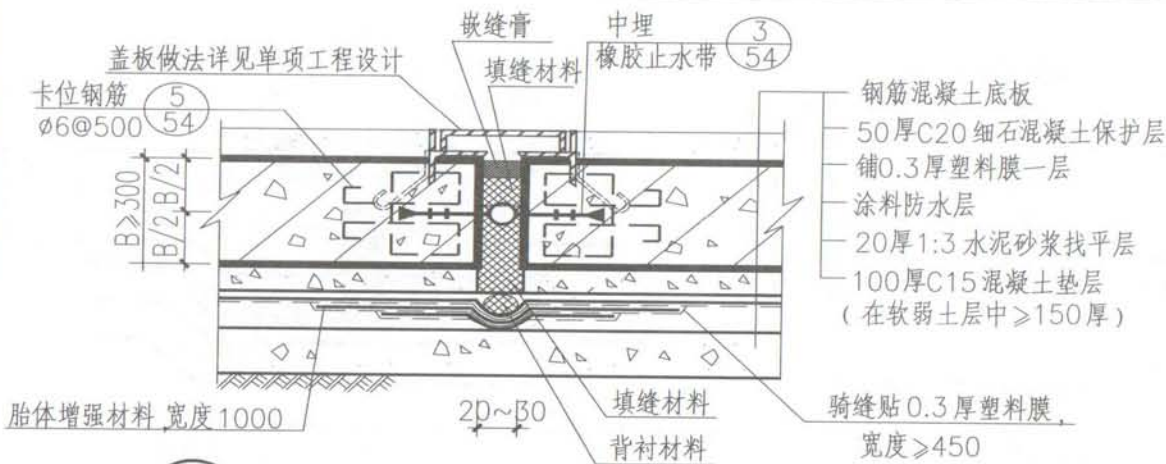 嵌缝膏
中埋
橡胶止水带
3
54
填缝材料
盖板做法详见单项工程设计
卡位钢筋
ø6@500
5
54
钢筋混凝土底板
50厚C20细石混凝土保护层
铺0.3厚塑料膜一层
涂料防水层
20厚1:3水泥砂浆找平层
100厚C15混凝土垫层
(在软弱土层中≥150厚)
B≥300
B/2
B/2
胎体增强材料,宽度1000
20~30
填缝材料
背衬材料
骑缝贴0.3厚塑料膜,
宽度≥450